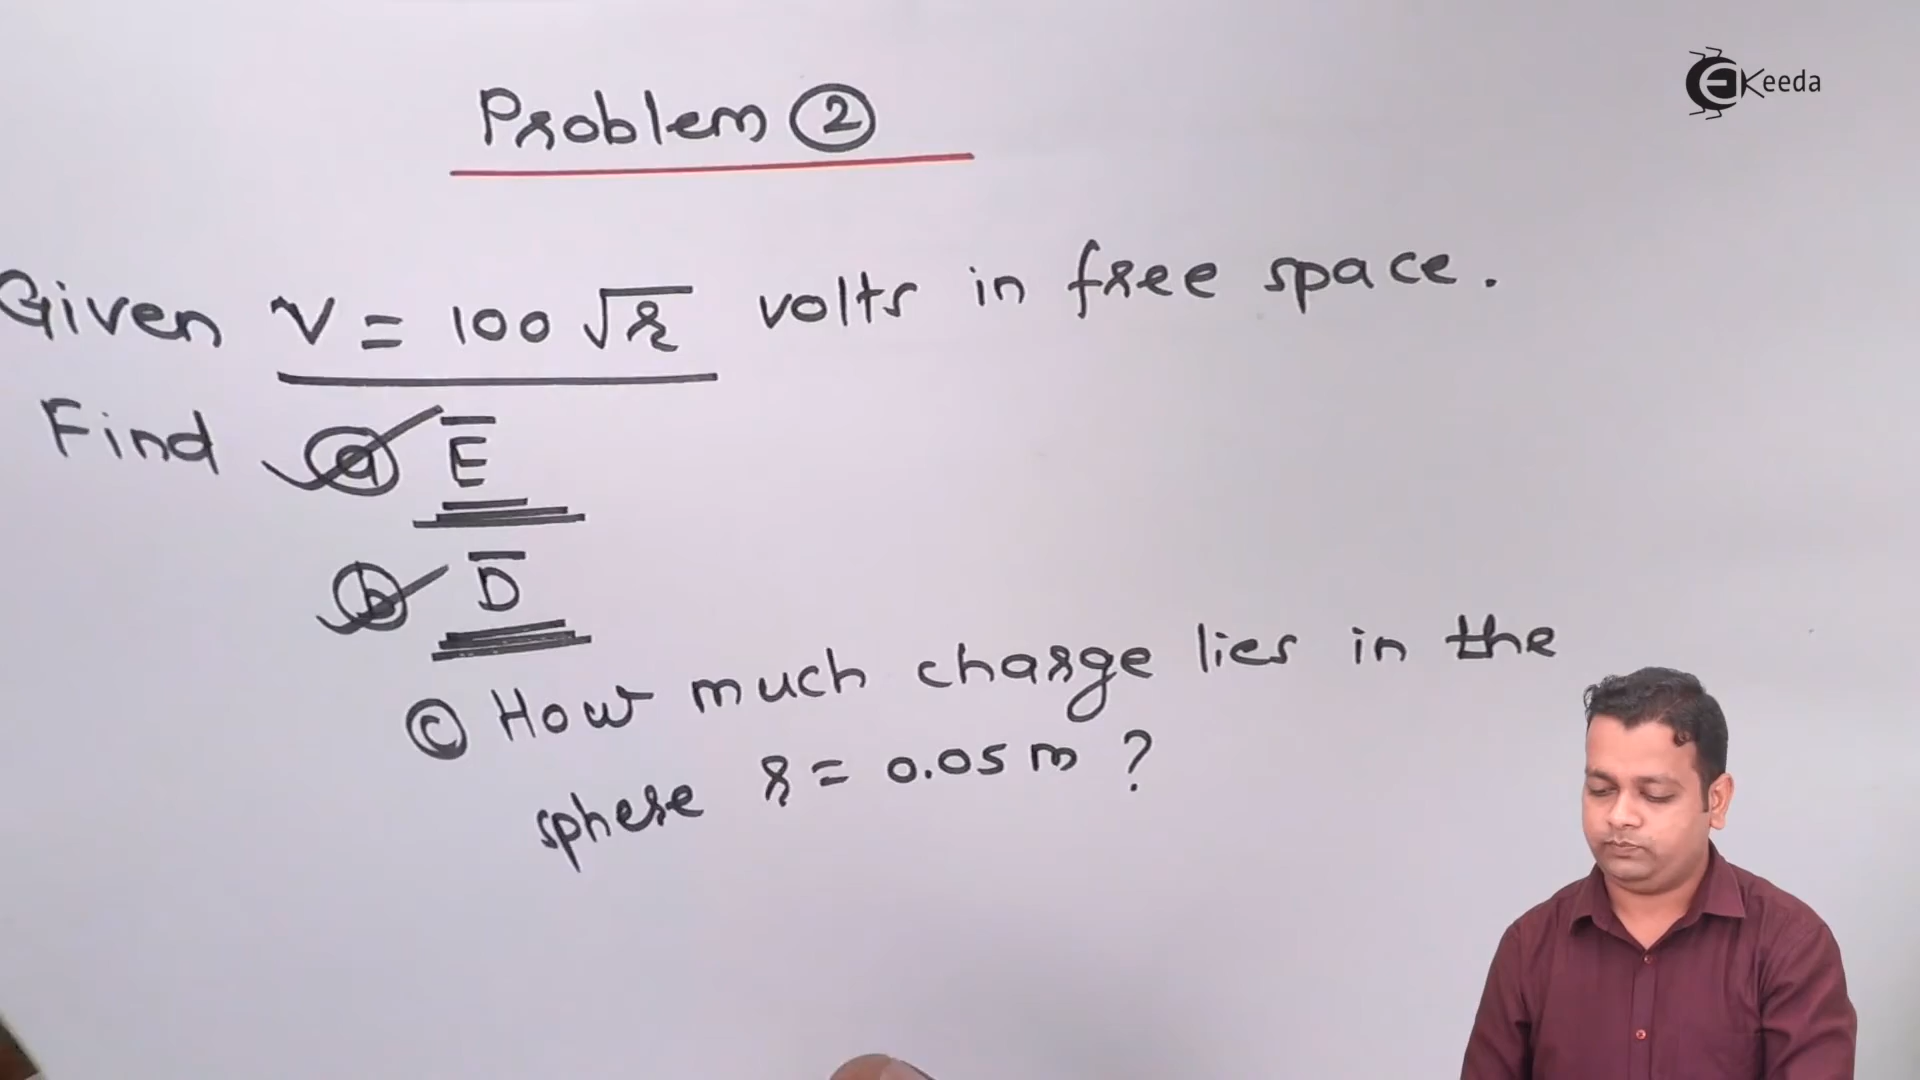 EKeeda
Problem ②
Given V = 100 √r volts in free space.
Find ⓐ E̅
ⓑ D̅
ⓒ How much charge lies in the
sphere r = 0.05 m ?